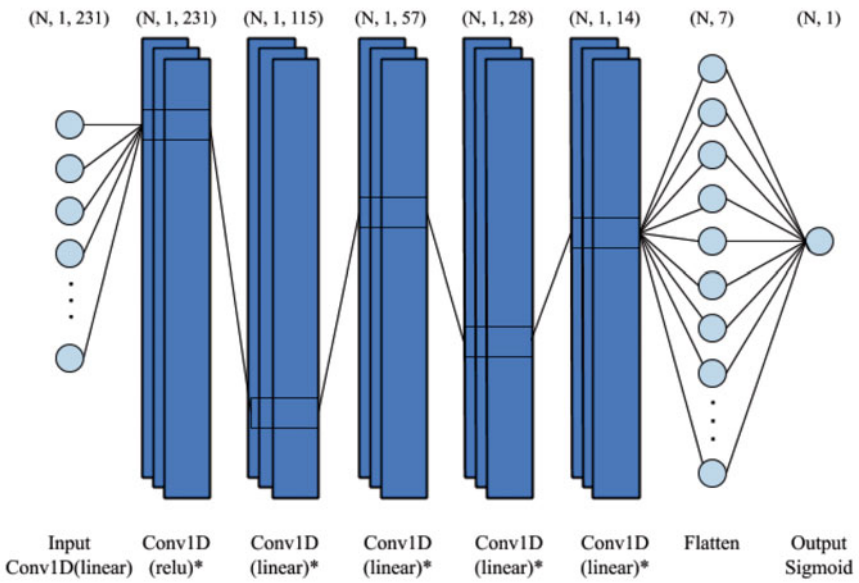 (N, 1, 231) (N, 1, 231) (N, 1, 115) (N, 1, 57) (N, 1, 28) (N, 1, 14) (N, 7) (N, 1)
Input Conv1D Conv1D Conv1D Conv1D Conv1D Flatten Output
Conv1D(linear) (relu)* (linear)* (linear)* (linear)* (linear)* Sigmoid